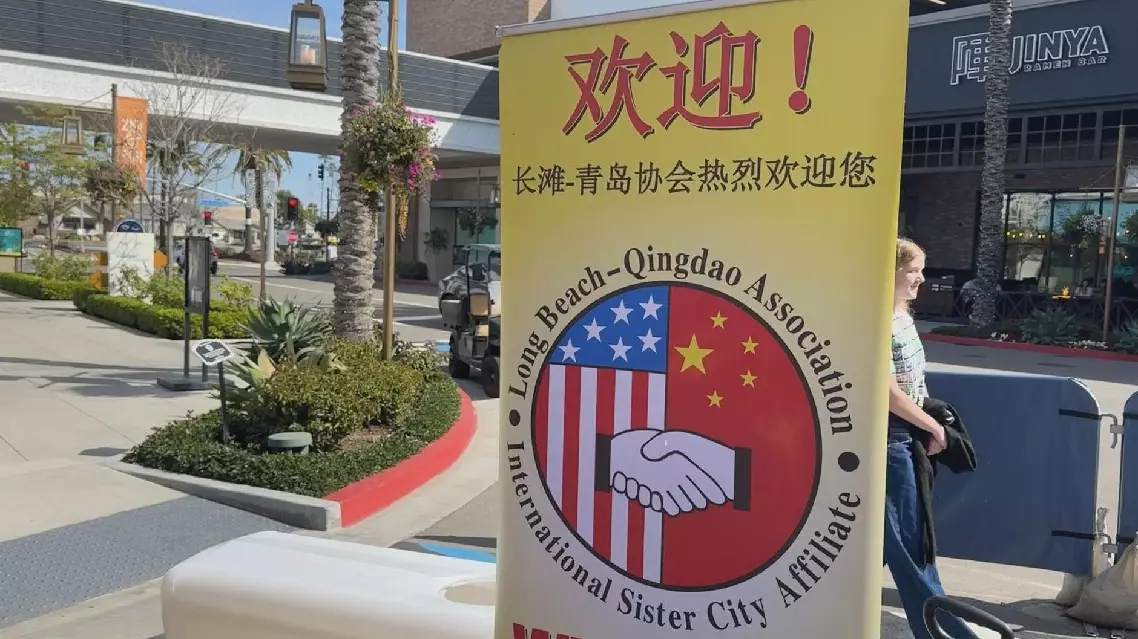 欢迎！
长滩-青岛协会热烈欢迎您
Long Beach-Qingdao Association
International Sister City Affiliate
JINYA
RAMEN BAR
2ND